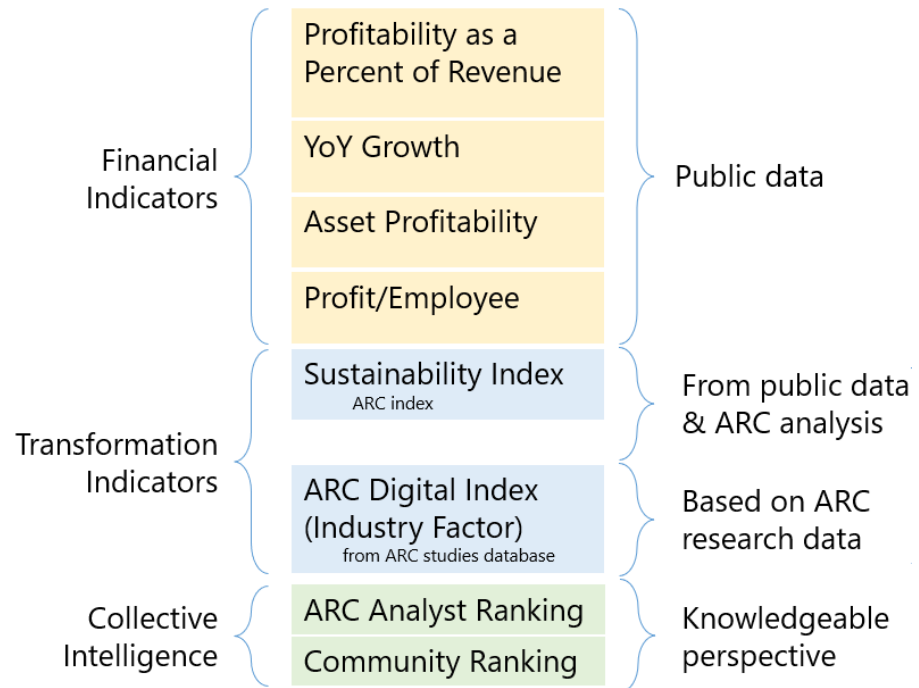 Profitability as a
Percent of Revenue
Financial
Indicators
YoY Growth
Public data
Asset Profitability
Profit/Employee
Sustainability Index
ARC index
From public data
& ARC analysis
Transformation
Indicators
ARC Digital Index
(Industry Factor)
from ARC studies database
Based on ARC
research data
Collective
Intelligence
ARC Analyst Ranking
Community Ranking
Knowledgeable
perspective